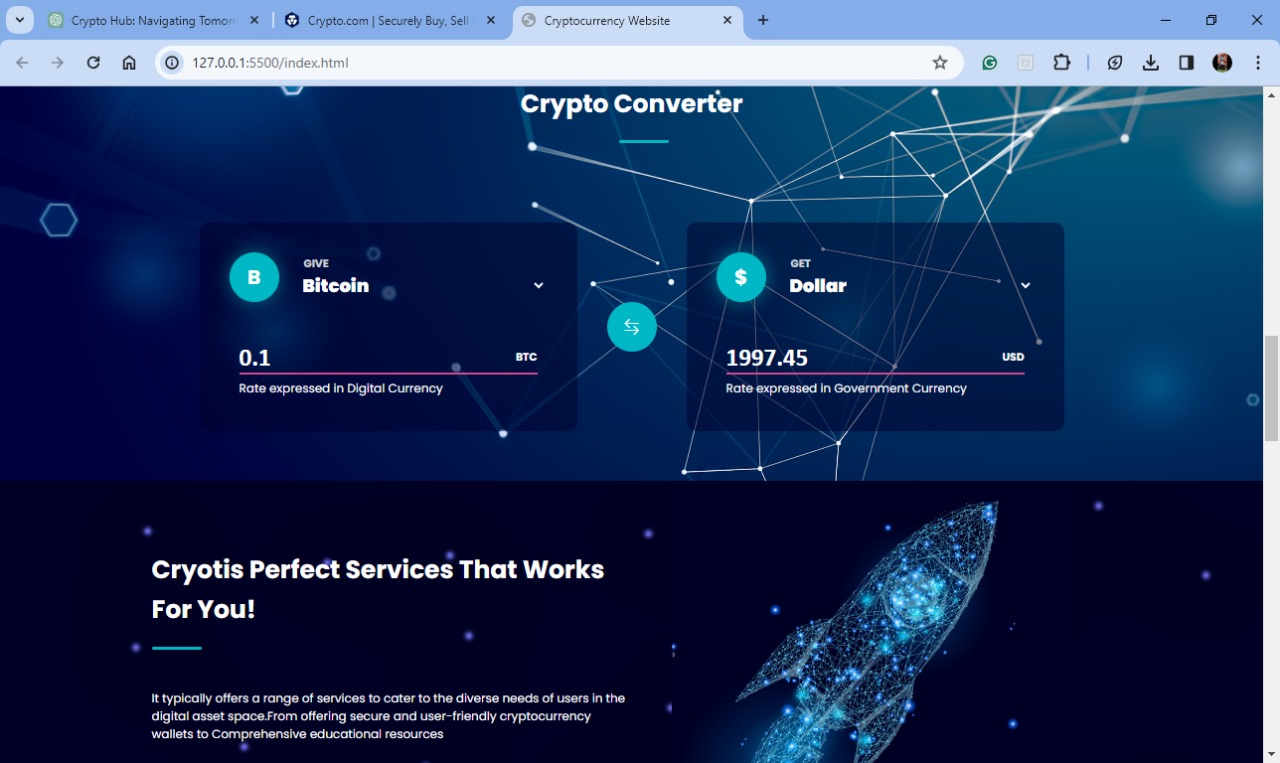 Crypto Hub: Navigating Tomorr
Crypto.com | Securely Buy, Sell
Cryptocurrency Website
127.0.0.1:5500/index.html
Crypto Converter
B
GIVE
Bitcoin
0.1 BTC
Rate expressed in Digital Currency
$
GET
Dollar
1997.45 USD
Rate expressed in Government Currency
Cryotis Perfect Services That Works
For You!
It typically offers a range of services to cater to the diverse needs of users in the
digital asset space.From offering secure and user-friendly cryptocurrency
wallets to Comprehensive educational resources